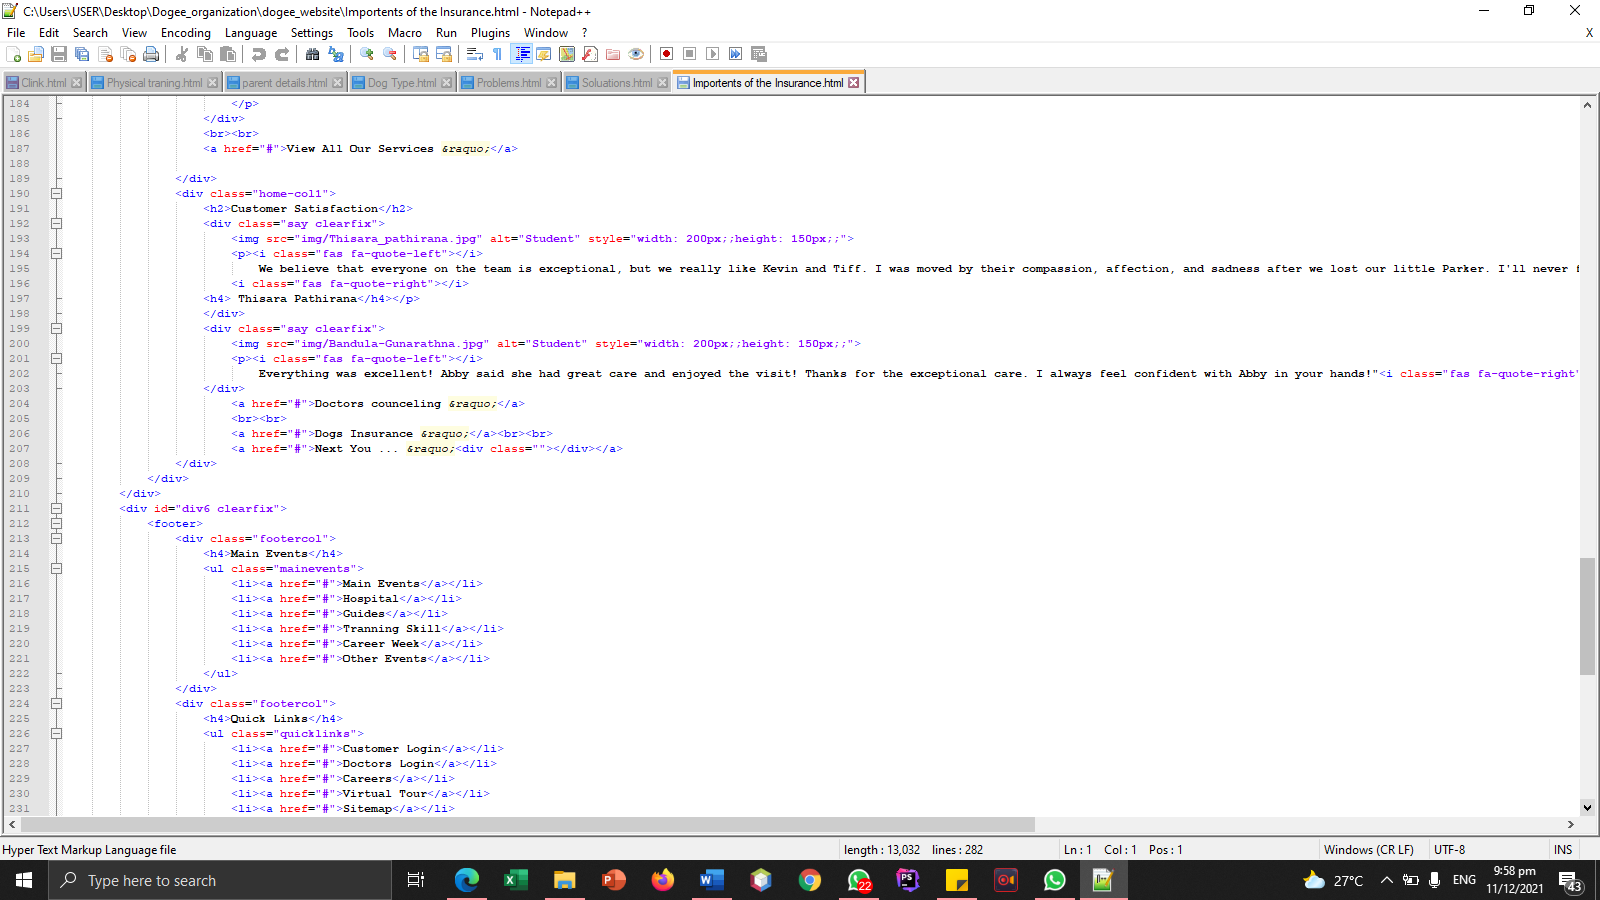 C:\Users\USER\Desktop\Dogee_organization\dogee_website\Importents of the Insurance.html - Notepad++
File Edit Search View Encoding Language Settings Tools Macro Run Plugins Window ? X
Clink.html Physical traning.html parent details.html Dog Type.html Problems.html Soluations.html Importents of the Insurance.html
184 </p>
185 </div>
186 <br><br>
187 <a href="#">View All Our Services &raquo;</a>
188
189 </div>
190 <div class="home-col1">
191 <h2>Customer Satisfaction</h2>
192 <div class="say clearfix">
193 <img src="img/Thisara_pathirana.jpg" alt="Student" style="width: 200px;;height: 150px;;">
194 <p><i class="fas fa-quote-left"></i>
195 We believe that everyone on the team is exceptional, but we really like Kevin and Tiff. I was moved by their compassion, affection, and sadness after we lost our little Parker. I'll never f
196 <i class="fas fa-quote-right"></i>
197 <h4> Thisara Pathirana</h4></p>
198 </div>
199 <div class="say clearfix">
200 <img src="img/Bandula-Gunarathna.jpg" alt="Student" style="width: 200px;;height: 150px;;">
201 <p><i class="fas fa-quote-left"></i>
202 Everything was excellent! Abby said she had great care and enjoyed the visit! Thanks for the exceptional care. I always feel confident with Abby in your hands!"<i class="fas fa-quote-right"
203 </div>
204 <a href="#">Doctors counceling &raquo;</a>
205 <br><br>
206 <a href="#">Dogs Insurance &raquo;</a><br><br>
207 <a href="#">Next You ... &raquo;<div class=""></div></a>
208 </div>
209 </div>
210 </div>
211 <div id="div6 clearfix">
212 <footer>
213 <div class="footercol">
214 <h4>Main Events</h4>
215 <ul class="mainevents">
216 <li><a href="#">Main Events</a></li>
217 <li><a href="#">Hospital</a></li>
218 <li><a href="#">Guides</a></li>
219 <li><a href="#">Tranning Skill</a></li>
220 <li><a href="#">Career Week</a></li>
221 <li><a href="#">Other Events</a></li>
222 </ul>
223 </div>
224 <div class="footercol">
225 <h4>Quick Links</h4>
226 <ul class="quicklinks">
227 <li><a href="#">Customer Login</a></li>
228 <li><a href="#">Doctors Login</a></li>
229 <li><a href="#">Careers</a></li>
230 <li><a href="#">Virtual Tour</a></li>
231 <li><a href="#">Sitemap</a></li>
Hyper Text Markup Language file length : 13,032 lines : 282 Ln : 1 Col : 1 Pos : 1 Windows (CR LF) UTF-8 INS
Type here to search 22 27°C ENG 9:58 pm 11/12/2021 43